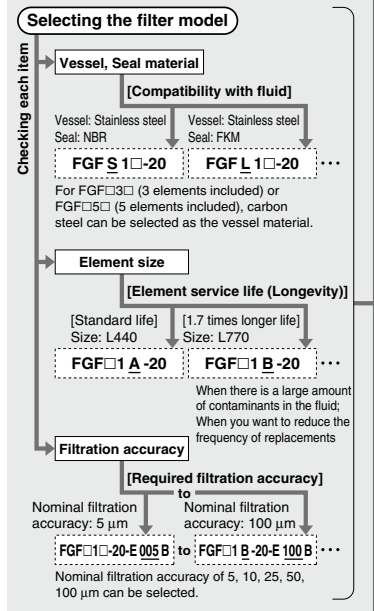 Selecting the filter model
Checking each item
Vessel, Seal material
[Compatibility with fluid]
Vessel: Stainless steel Vessel: Stainless steel
Seal: NBR Seal: FKM
FGF S 1□-20 FGF L 1□-20 ···
For FGF□3□ (3 elements included) or
FGF□5□ (5 elements included), carbon
steel can be selected as the vessel material.
Element size
[Element service life (Longevity)]
[Standard life] [1.7 times longer life]
Size: L440 Size: L770
FGF□1 A -20 FGF□1 B -20 ···
When there is a large amount
of contaminants in the fluid;
When you want to reduce the
frequency of replacements
Filtration accuracy
[Required filtration accuracy]
to
Nominal filtration Nominal filtration
accuracy: 5 μm accuracy: 100 μm
FGF□1□-20-E 005 B to FGF□1 B -20-E 100 B ···
Nominal filtration accuracy of 5, 10, 25, 50,
100 μm can be selected.